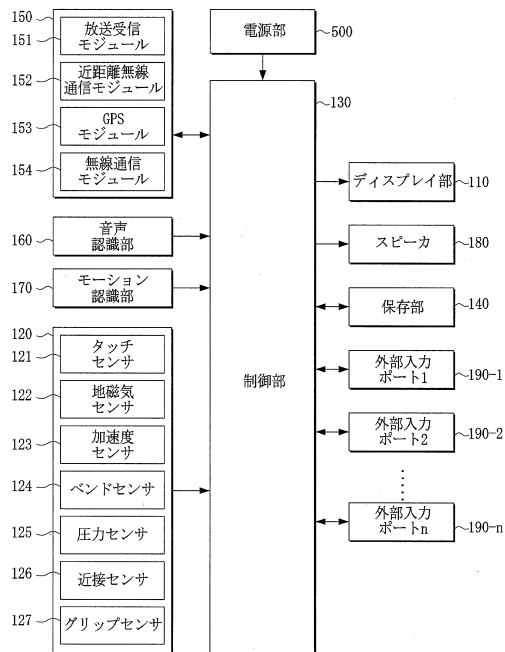 150
放送受信
モジュール
151
近距離無線
通信モジュール
152
GPS
モジュール
153
無線通信
モジュール
154
音声
認識部
160
モーション
認識部
170
120
タッチ
センサ
121
地磁気
センサ
122
加速度
センサ
123
ベンドセンサ
124
圧力センサ
125
近接センサ
126
グリップセンサ
127
電源部
500
制御部
130
ディスプレイ部
110
スピーカ
180
保存部
140
外部入力
ポート1
190-1
外部入力
ポート2
190-2
外部入力
ポートn
190-n